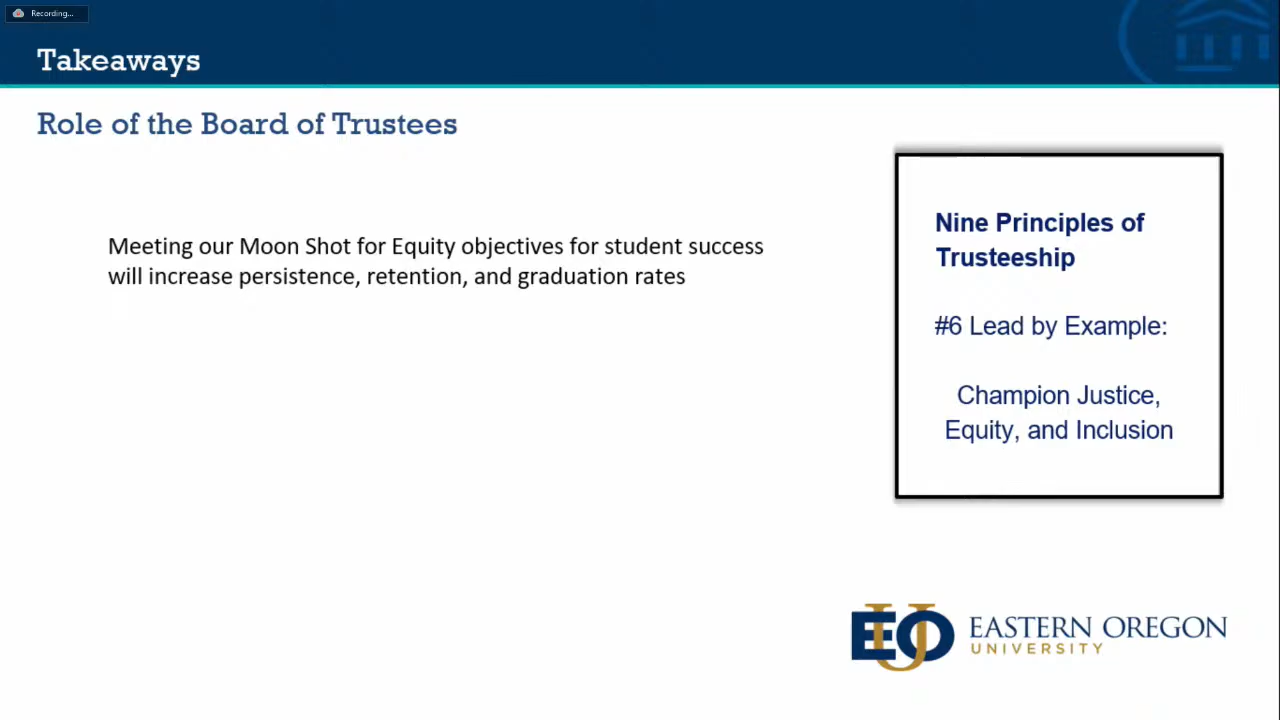 Recording...
Takeaways
Role of the Board of Trustees
Meeting our Moon Shot for Equity objectives for student success
will increase persistence, retention, and graduation rates
Nine Principles of
Trusteeship
#6 Lead by Example:
Champion Justice,
Equity, and Inclusion
EOU
EASTERN OREGON
UNIVERSITY